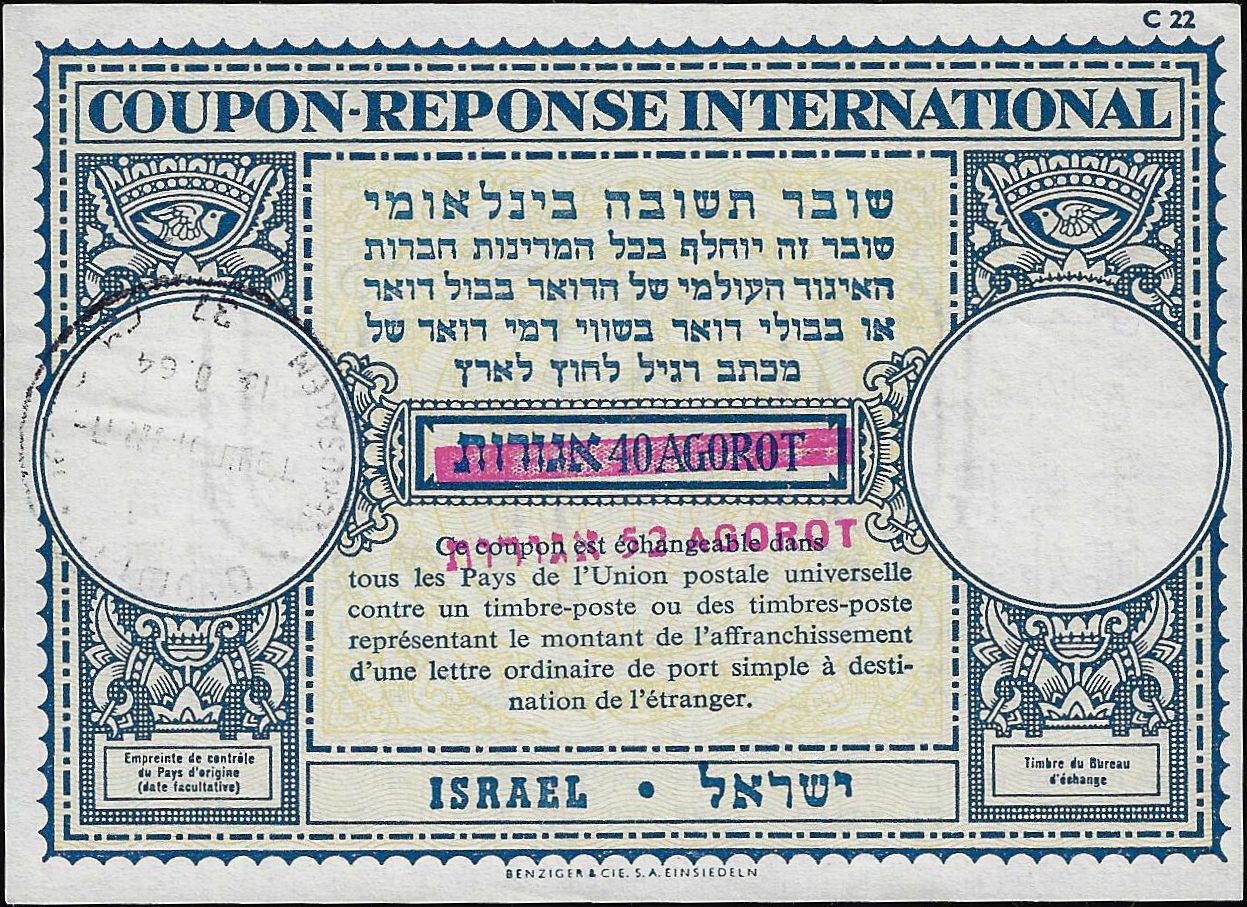 C 22
COUPON-REPONSE INTERNATIONAL
שובר תשובה בינלאומי
שובר זה יוחלף בכל המדינות חברות
האיגוד העולמי של הדואר בבול דואר
או בבולי דואר בשווי דמי דואר של
מכתב רגיל לחוץ לארץ
אגורות 40 AGOROT
אגורות 52 AGOROT
Ce coupon est échangeable dans
tous les Pays de l'Union postale universelle
contre un timbre-poste ou des timbres-poste
représentant le montant de l'affranchissement
d'une lettre ordinaire de port simple à desti-
nation de l'étranger.
Empreinte de contrôle
du Pays d'origine
(date facultative)
ISRAEL • ישראל
Timbre du Bureau
d'échange
BENZIGER & CIE. S.A. EINSIEDELN
JERUSALEM
37